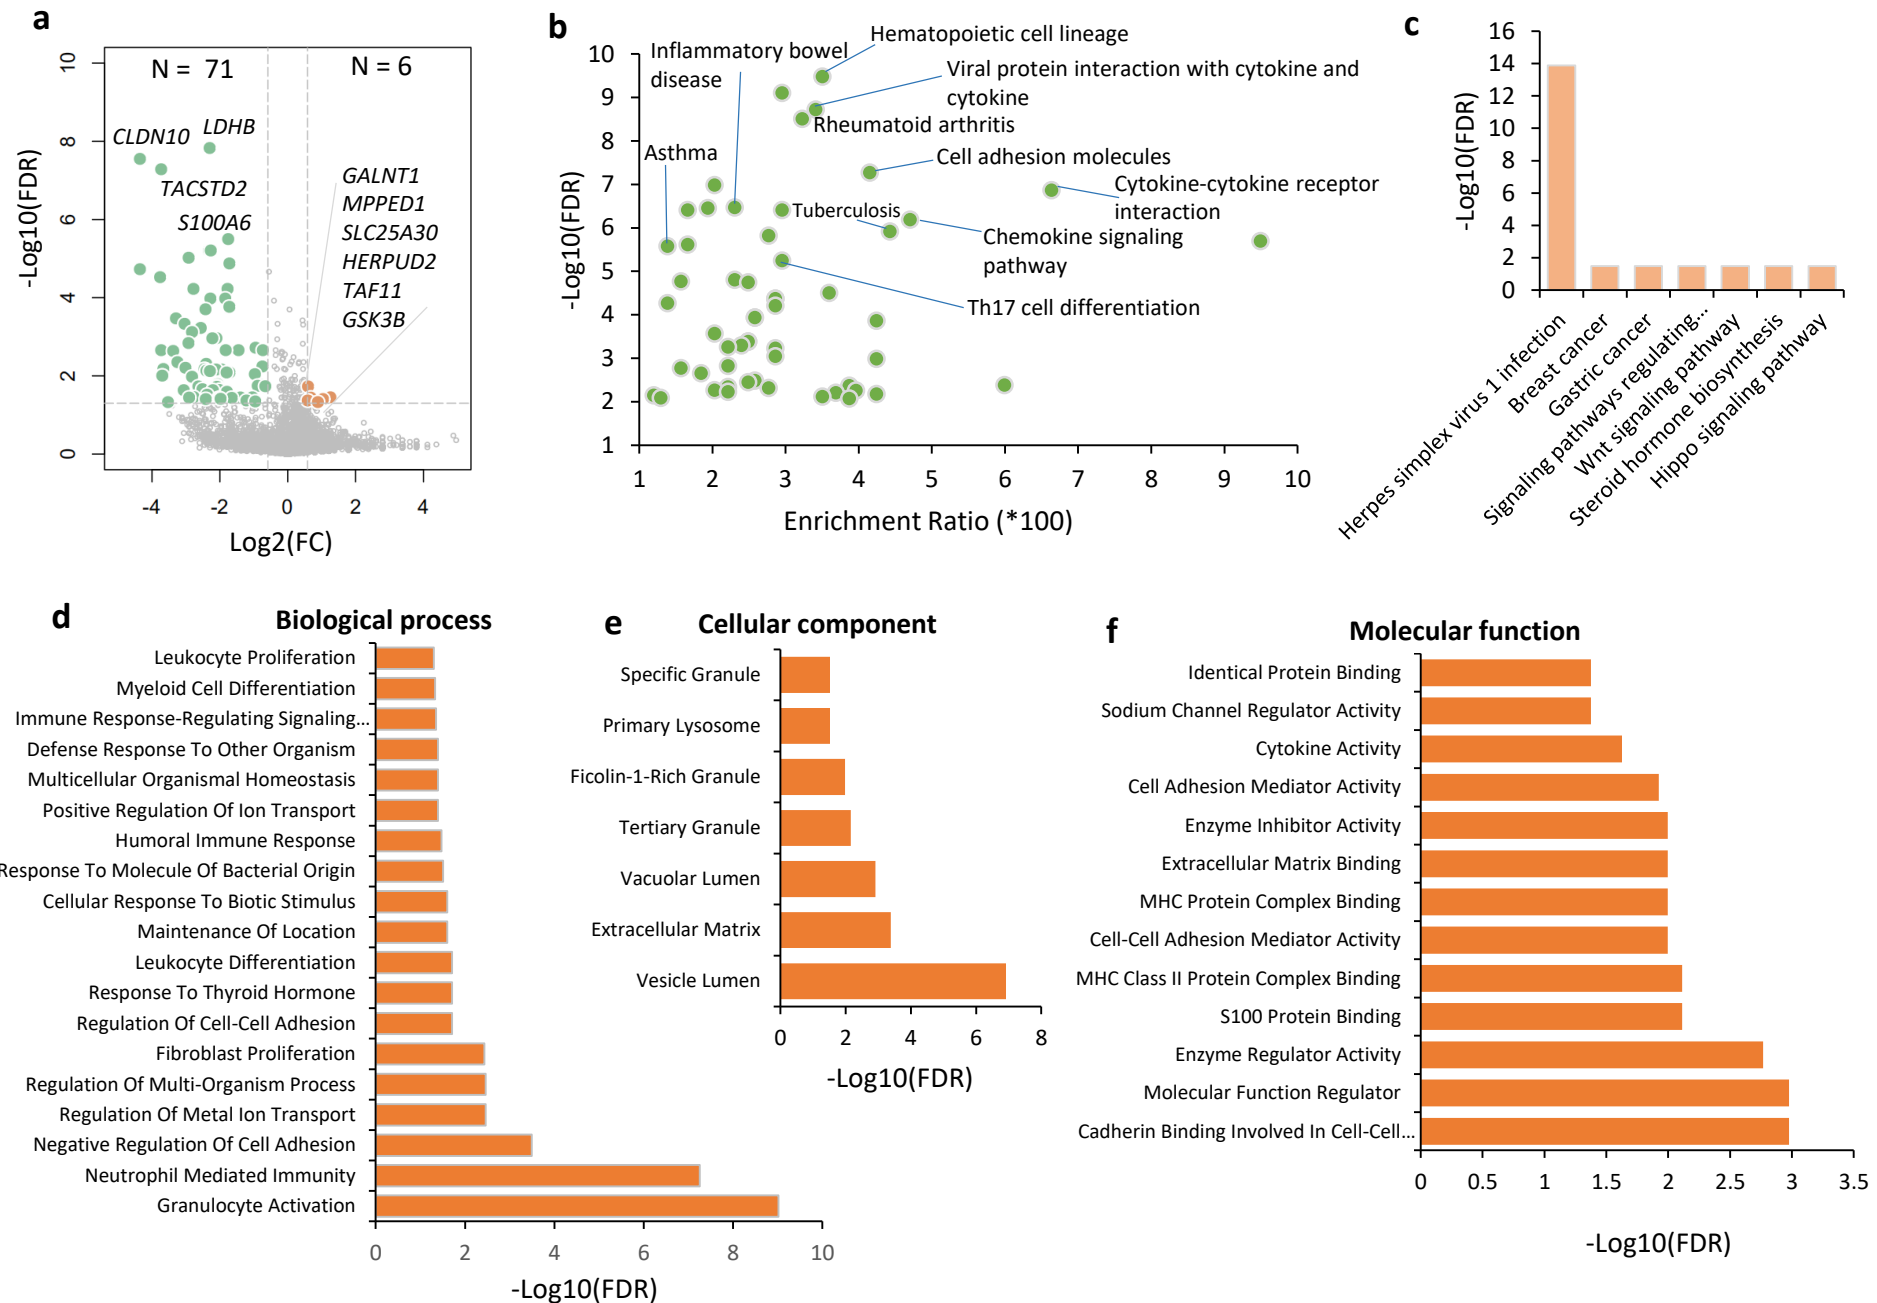 a
N = 71
N = 6
CLDN10
LDHB
TACSTD2
S100A6
GALNT1
MPPED1
SLC25A30
HERPUD2
TAF11
GSK3B
-Log10(FDR)
10
8
6
4
2
0
-4
-2
0
2
4
Log2(FC)
b
Inflammatory bowel
disease
Hematopoietic cell lineage
Viral protein interaction with cytokine and
cytokine
Rheumatoid arthritis
Asthma
Cell adhesion molecules
Cytokine-cytokine receptor
interaction
Tuberculosis
Chemokine signaling
pathway
Th17 cell differentiation
-Log10(FDR)
10
9
8
7
6
5
4
3
2
1
1
2
3
4
5
6
7
8
9
10
Enrichment Ratio (*100)
c
-Log10(FDR)
16
14
12
10
8
6
4
2
0
Herpes simplex virus 1 infection
Breast cancer
Gastric cancer
Signaling pathways regulating...
Wnt signaling pathway
Steroid hormone biosynthesis
Hippo signaling pathway
d
Biological process
Leukocyte Proliferation
Myeloid Cell Differentiation
Immune Response-Regulating Signaling...
Defense Response To Other Organism
Multicellular Organismal Homeostasis
Positive Regulation Of Ion Transport
Humoral Immune Response
Response To Molecule Of Bacterial Origin
Cellular Response To Biotic Stimulus
Maintenance Of Location
Leukocyte Differentiation
Response To Thyroid Hormone
Regulation Of Cell-Cell Adhesion
Fibroblast Proliferation
Regulation Of Multi-Organism Process
Regulation Of Metal Ion Transport
Negative Regulation Of Cell Adhesion
Neutrophil Mediated Immunity
Granulocyte Activation
0
2
4
6
8
10
-Log10(FDR)
e
Cellular component
Specific Granule
Primary Lysosome
Ficolin-1-Rich Granule
Tertiary Granule
Vacuolar Lumen
Extracellular Matrix
Vesicle Lumen
0
2
4
6
8
-Log10(FDR)
f
Molecular function
Identical Protein Binding
Sodium Channel Regulator Activity
Cytokine Activity
Cell Adhesion Mediator Activity
Enzyme Inhibitor Activity
Extracellular Matrix Binding
MHC Protein Complex Binding
Cell-Cell Adhesion Mediator Activity
MHC Class II Protein Complex Binding
S100 Protein Binding
Enzyme Regulator Activity
Molecular Function Regulator
Cadherin Binding Involved In Cell-Cell...
0
0.5
1
1.5
2
2.5
3
3.5
-Log10(FDR)